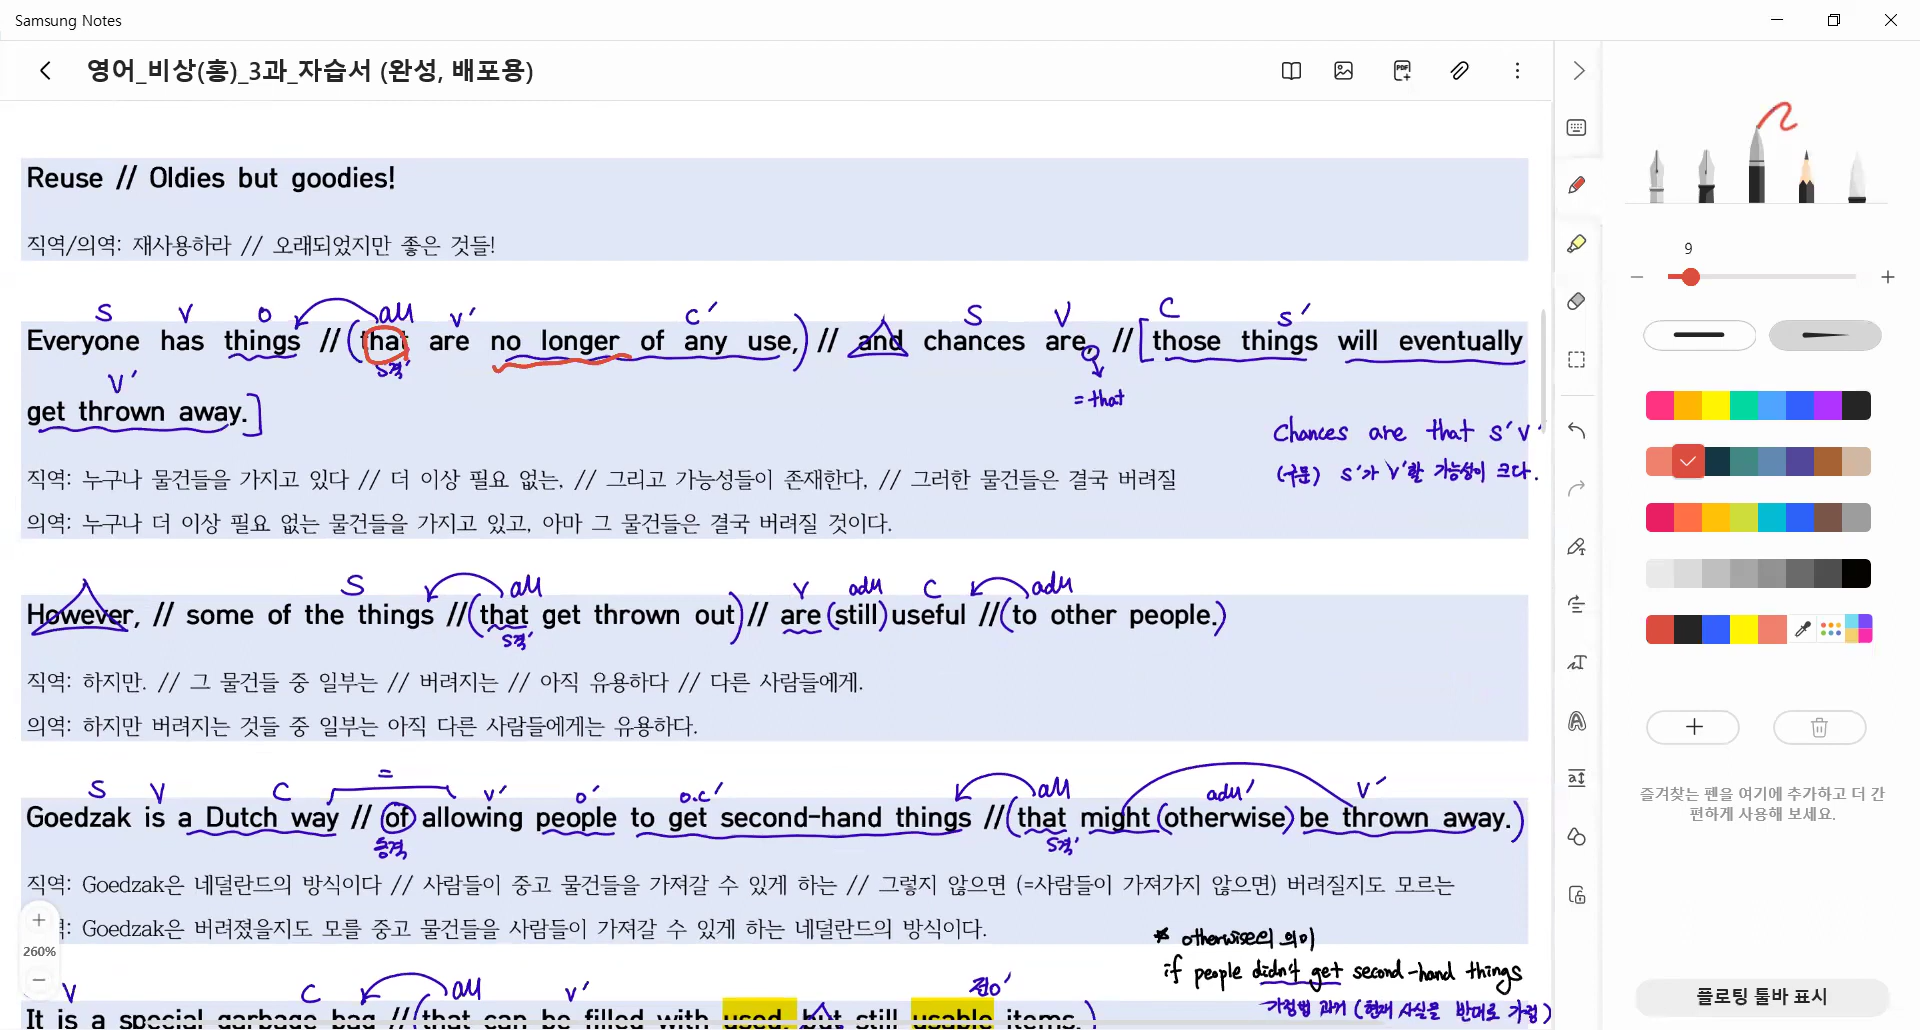 Samsung Notes
영어_비상(홍)_3과_자습서 (완성, 배포용)
Reuse // Oldies but goodies!
직역/의역: 재사용하라 // 오래되었지만 좋은 것들!
S V O v' c' S V C s'
Everyone has things // (that are no longer of any use,) // and chances are, // [those things will eventually
S격'
= that
v'
get thrown away.]
Chances are that s'v'
(구문) s'가 v'할 가능성이 크다.
직역: 누구나 물건들을 가지고 있다 // 더 이상 필요 없는, // 그리고 가능성들이 존재한다, // 그러한 물건들은 결국 버려질
의역: 누구나 더 이상 필요 없는 물건들을 가지고 있고, 아마 그 물건들은 결국 버려질 것이다.
S V C
However, // some of the things // (that get thrown out) // are (still) useful // (to other people.)
S격'
직역: 하지만. // 그 물건들 중 일부는 // 버려지는 // 아직 유용하다 // 다른 사람들에게.
의역: 하지만 버려지는 것들 중 일부는 아직 다른 사람들에게는 유용하다.
S V C = v' o' o.c' v'
Goedzak is a Dutch way // of allowing people to get second-hand things // (that might (otherwise) be thrown away.)
동격 S격'
직역: Goedzak은 네덜란드의 방식이다 // 사람들이 중고 물건들을 가져갈 수 있게 하는 // 그렇지 않으면 (=사람들이 가져가지 않으면) 버려질지도 모르는
역: Goedzak은 버려졌을지도 모를 중고 물건들을 사람들이 가져갈 수 있게 하는 네덜란드의 방식이다.
* otherwise의 의미
if people didn't get second-hand things
가정법 과거 (현재 사실을 반대로 가정)
V C v' 전o'
It is a special garbage bag // (that can be filled with used, but still usable items.)
260%
9
즐겨찾는 펜을 여기에 추가하고 더 간
편하게 사용해 보세요.
플로팅 툴바 표시